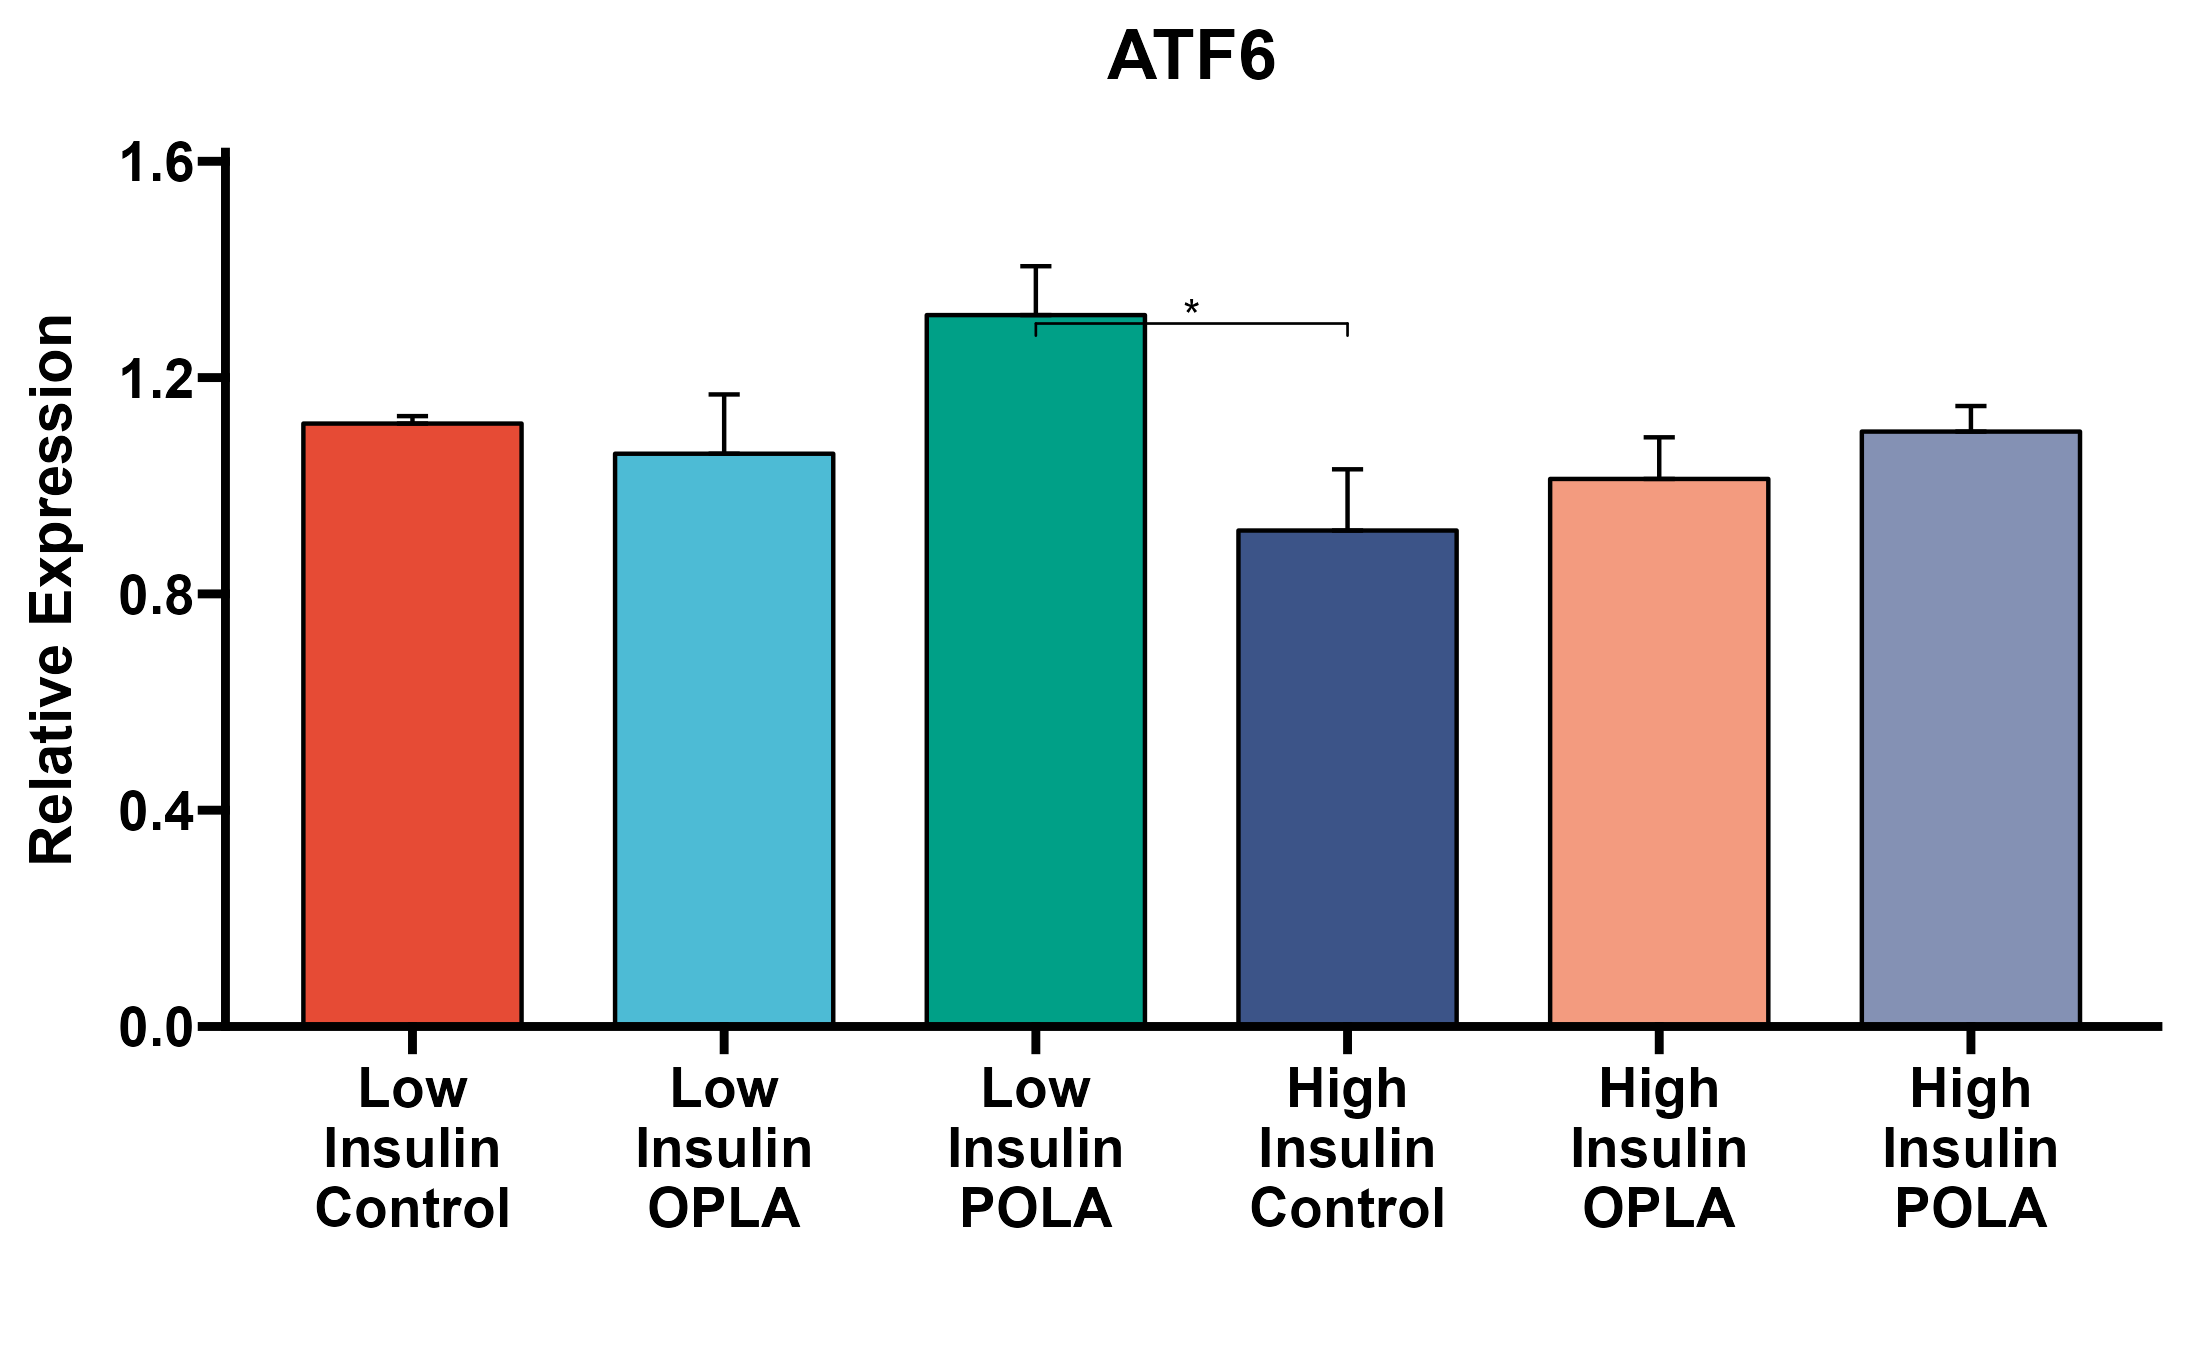 ATF6
Relative Expression
1.6
1.2
0.8
0.4
0.0
*
Low
Insulin
Control
Low
Insulin
OPLA
Low
Insulin
POLA
High
Insulin
Control
High
Insulin
OPLA
High
Insulin
POLA